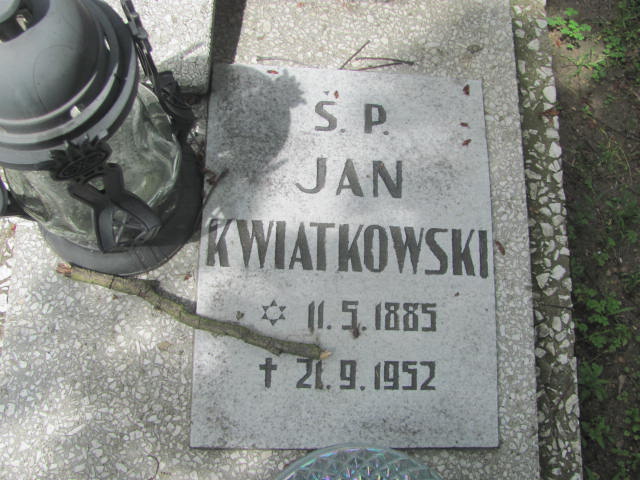 Ś. P.
JAN
KWIATKOWSKI
✡ 11. 5. 1885
✝ 21. 9. 1952